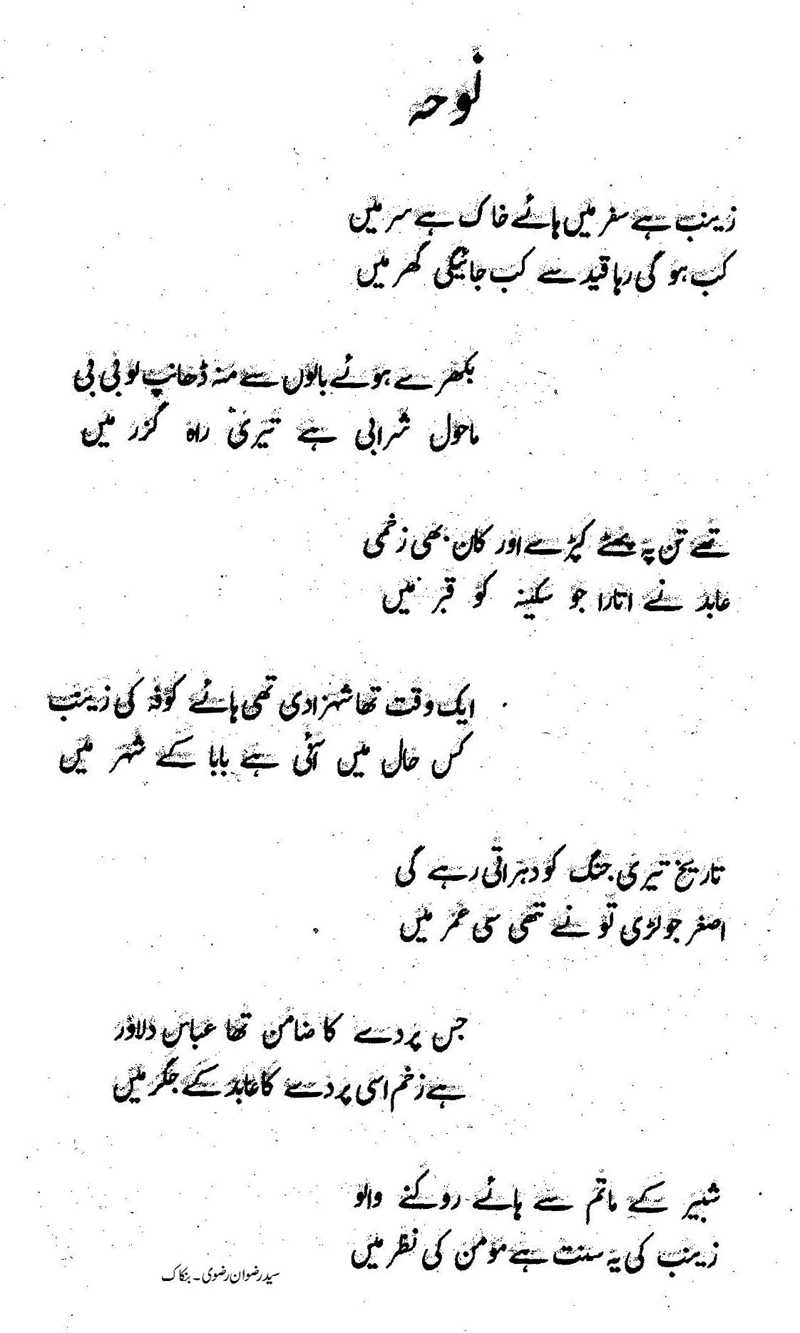 نوحہ
زینب ہے سفر میں ہائے خاک ہے سر میں
کب ہو گی رہا قید سے کب جائیگی گھر میں
بکھرے ہوئے بالوں سے منہ ڈھانپ لو بی بی
ماحول شرابی ہے تیری راہ گزر میں
تھے تن پہ پھٹے کپڑے اور کان بھی زخمی
عابد نے اتارا جو سکینہ کو قبر میں
ایک وقت تھا شہزادی تھی ہائے کوفہ کی زینب
کس حال میں آئی ہے بابا کے شہر میں
تاریخ تیری جنگ کو دہراتی رہے گی
اصغر جو لڑی تو نے ننھی سی عمر میں
جس پردے کا ضامن تھا عباس دلاور
ہے زخم اسی پردے کا عابد کے جگر میں
شبیر کے ماتم سے ہائے روکنے والو
زینب کی یہ سنت ہے مؤمن کی نظر میں
سید رضوان رضوی - بنکاک